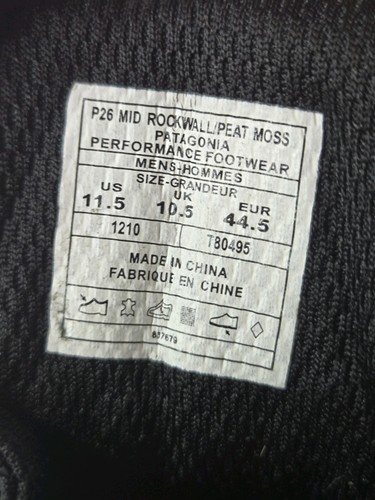 P26 MID ROCKWALL/PEAT MOSS
PATAGONIA
PERFORMANCE FOOTWEAR
MENS-HOMMES
SIZE-GRANDEUR
US UK EUR
11.5 10.5 44.5
1210 T80495
MADE IN CHINA
FABRIQUE EN CHINE